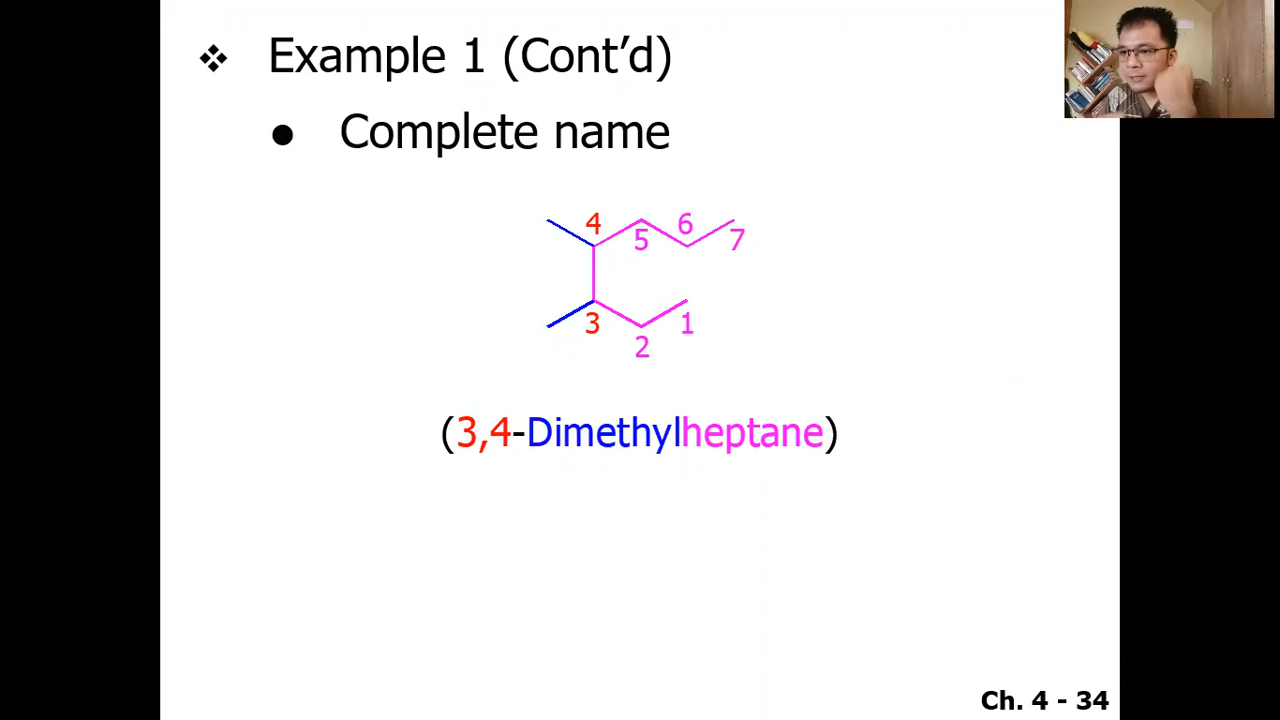 ❖ Example 1 (Cont’d)
● Complete name
4 6
5 7
3 1
2
(3,4-Dimethylheptane)
Ch. 4 - 34